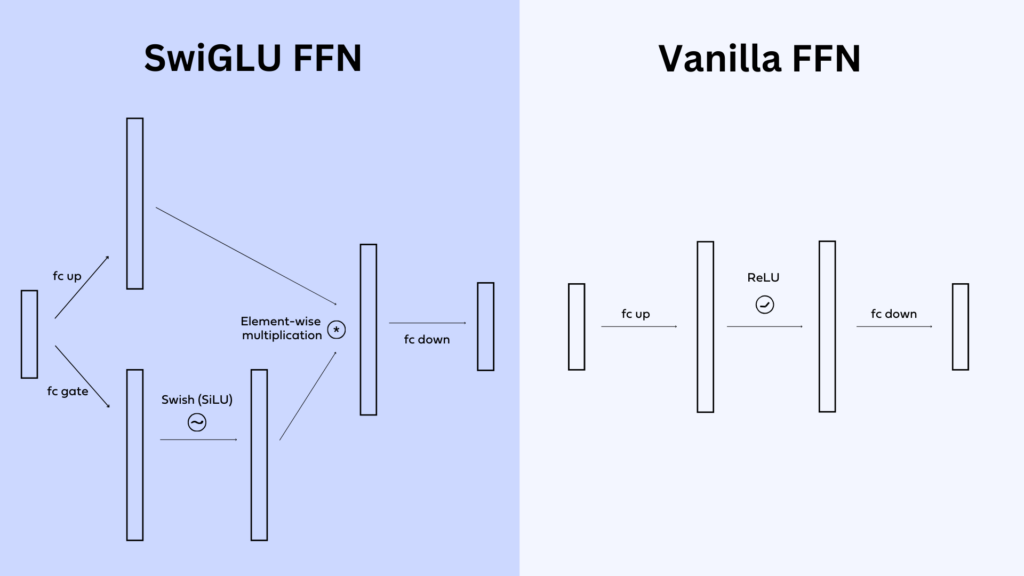 SwiGLU FFN
fc up
fc gate
Swish (SiLU)
Element-wise
multiplication
*
fc down
Vanilla FFN
fc up
ReLU
fc down